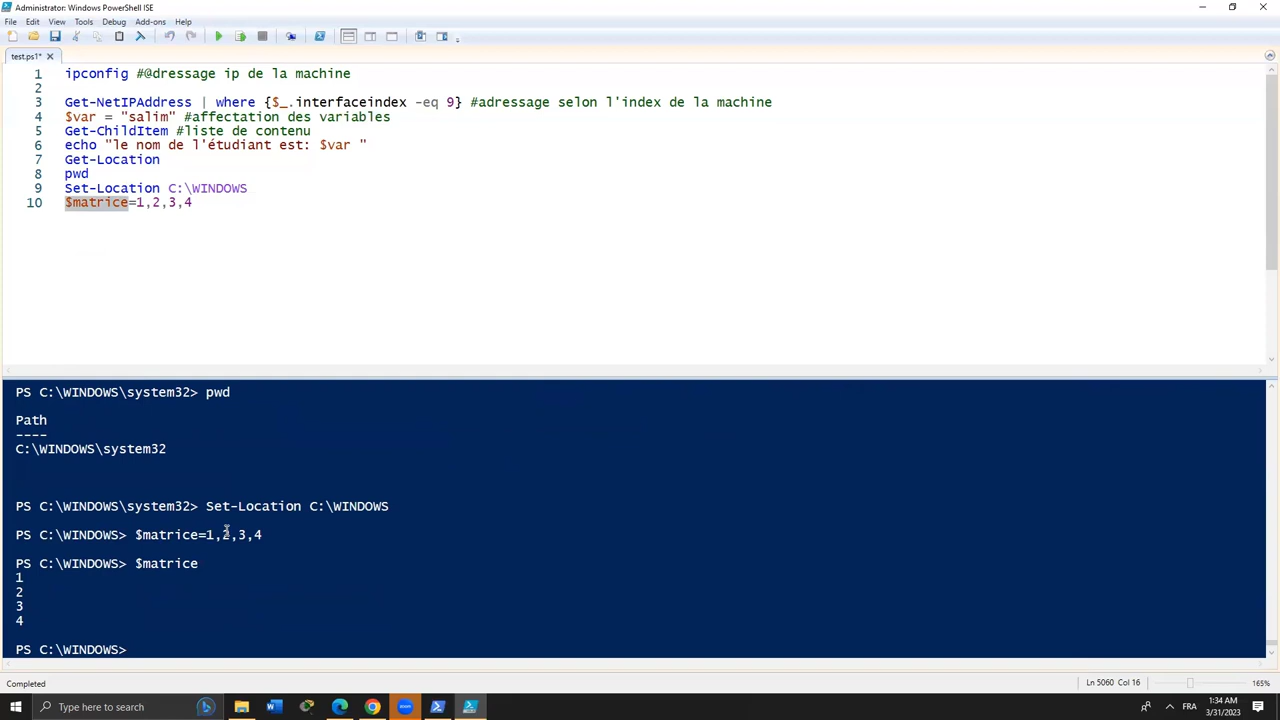 Administrator: Windows PowerShell ISE
File Edit View Tools Debug Add-ons Help
test.ps1*
1 ipconfig #@dressage ip de la machine
2
3 Get-NetIPAddress | where {$_.interfaceindex -eq 9} #adressage selon l'index de la machine
4 $var = "salim" #affectation des variables
5 Get-ChildItem #liste de contenu
6 echo "le nom de l'étudiant est: $var "
7 Get-Location
8 pwd
9 Set-Location C:\WINDOWS
10 $matrice=1,2,3,4
PS C:\WINDOWS\system32> pwd
Path
----
C:\WINDOWS\system32
PS C:\WINDOWS\system32> Set-Location C:\WINDOWS
PS C:\WINDOWS> $matrice=1,2,3,4
PS C:\WINDOWS> $matrice
1
2
3
4
PS C:\WINDOWS>
Completed
Ln 5060 Col 16
165%
Type here to search
FRA
1:34 AM
3/31/2023